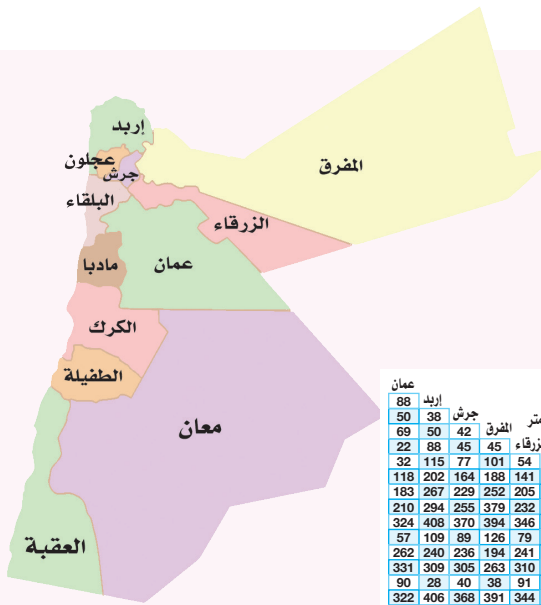 إربد
عجلون
جرش
المفرق
البلقاء
الزرقاء
مادبا
عمان
الكرك
الطفيلة
معان
العقبة
عمان
88 إربد
50 38 جرش
69 50 42 المفرق
22 88 45 45
32 115 77 101 54
118 202 164 188 141
183 267 229 252 205
210 294 255 379 232
324 408 370 394 346
57 109 89 126 79
262 240 236 194 241
331 309 305 263 310
90 28 40 38 91
322 406 368 391 344